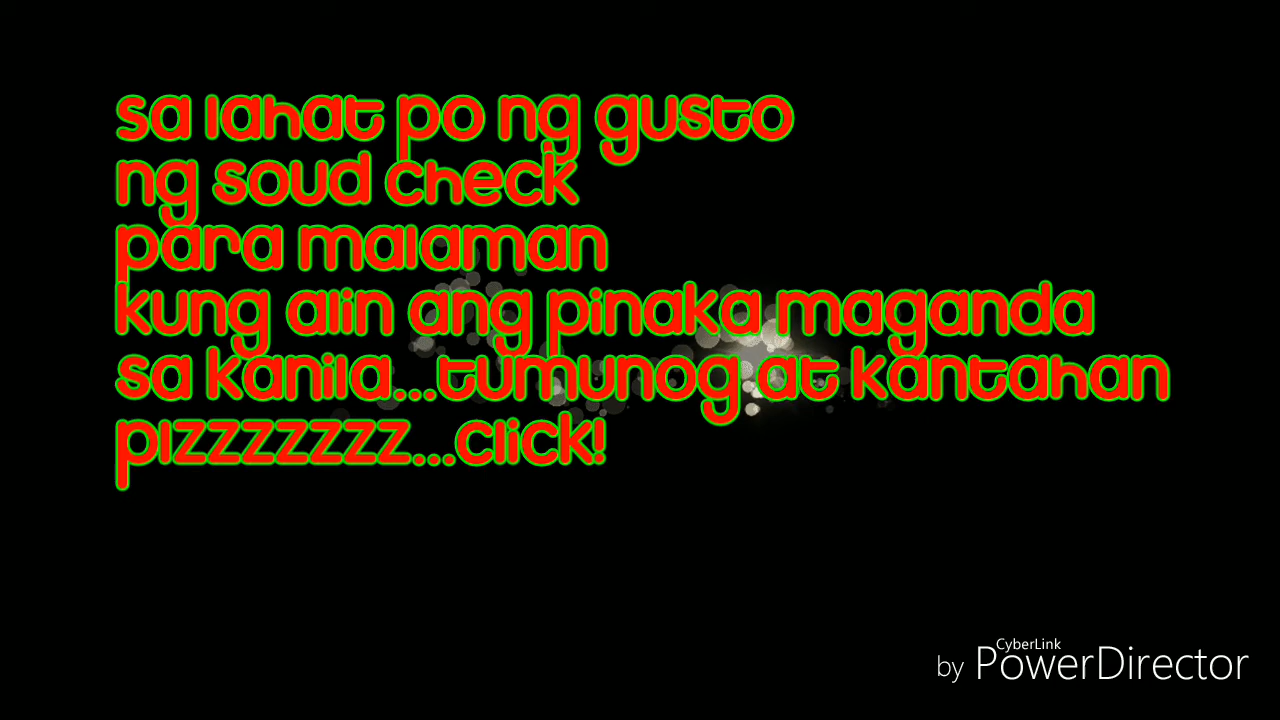 sa lahat po ng gusto
ng soud check
para malaman
kung alin ang pinaka maganda
sa kanila...tumunog at kantahan
plzzzzzzz...click!
CyberLink
by PowerDirector